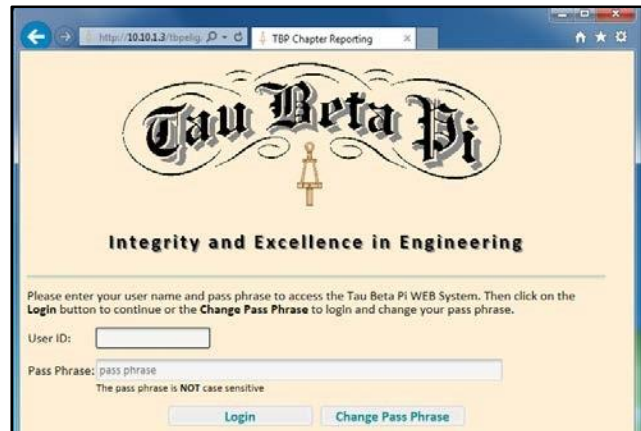 http://10.10.1.3/tbpelig
TBP Chapter Reporting
Tau Beta Pi
Integrity and Excellence in Engineering
Please enter your user name and pass phrase to access the Tau Beta Pi WEB System. Then click on the
Login button to continue or the Change Pass Phrase to login and change your pass phrase.
User ID:
Pass Phrase: pass phrase
The pass phrase is NOT case sensitive
Login Change Pass Phrase